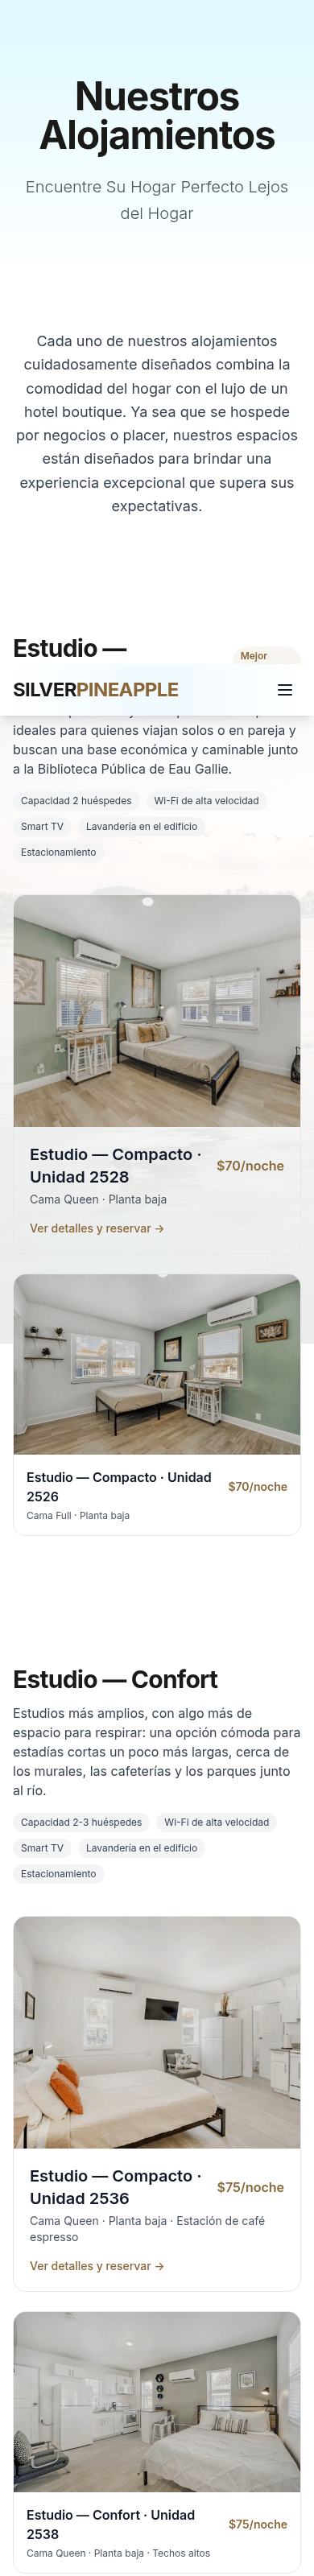 Nuestros
Alojamientos
Encuentre Su Hogar Perfecto Lejos
del Hogar
Cada uno de nuestros alojamientos
cuidadosamente diseñados combina la
comodidad del hogar con el lujo de un
hotel boutique. Ya sea que se hospede
por negocios o placer, nuestros espacios
están diseñados para brindar una
experiencia excepcional que supera sus
expectativas.
Estudio —
Mejor
SILVERPINEAPPLE
ideales para quienes viajan solos o en pareja y
buscan una base económica y caminable junto
a la Biblioteca Pública de Eau Gallie.
Capacidad 2 huéspedes
Wi-Fi de alta velocidad
Smart TV
Lavandería en el edificio
Estacionamiento
Estudio — Compacto ·
Unidad 2528
$70/noche
Cama Queen · Planta baja
Ver detalles y reservar →
Estudio — Compacto · Unidad
2526
$70/noche
Cama Full · Planta baja
Estudio — Confort
Estudios más amplios, con algo más de
espacio para respirar: una opción cómoda para
estadías cortas un poco más largas, cerca de
los murales, las cafeterías y los parques junto
al río.
Capacidad 2-3 huéspedes
Wi-Fi de alta velocidad
Smart TV
Lavandería en el edificio
Estacionamiento
Estudio — Compacto ·
Unidad 2536
$75/noche
Cama Queen · Planta baja · Estación de café
espresso
Ver detalles y reservar →
Estudio — Confort · Unidad
2538
$75/noche
Cama Queen · Planta baja · Techos altos